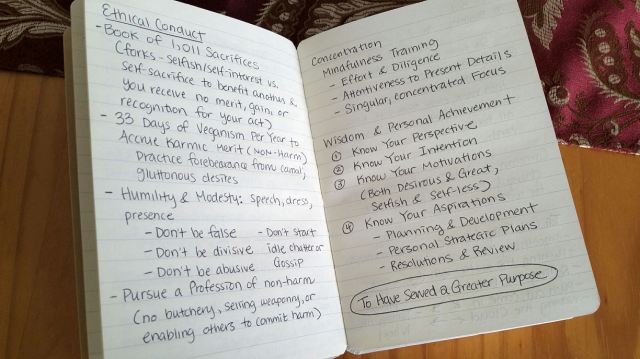 Ethical Conduct
- Book of 1,011 Sacrifices
(forks - selfish/self-interest vs.
self-sacrifice to benefit another &
you receive no merit, gain, or
recognition for your act)
- 33 Days of Veganism Per Year to
Accrue Karmic Merit (NON-Harm)
Practice forebearance from carnal,
gluttonous desires
- Humility & Modesty: speech, dress,
presence
- Don't be false - Don't start
- Don't be divisive idle chatter or
- Don't be abusive Gossip
- Pursue a Profession of non-harm
(no butchery, selling weaponry, or
enabling others to commit harm)
Concentration
Mindfulness Training
- Effort & Diligence
- Attentiveness to Present Details
- Singular, concentrated Focus
Wisdom & Personal Achievement
① Know Your Perspective
② Know Your Intention
③ Know Your Motivations
(Both Desirous & Great,
Selfish & Self-less)
④ Know Your Aspirations
- Planning & Development
- Personal Strategic Plans
- Resolutions & Review
To Have Served a Greater Purpose